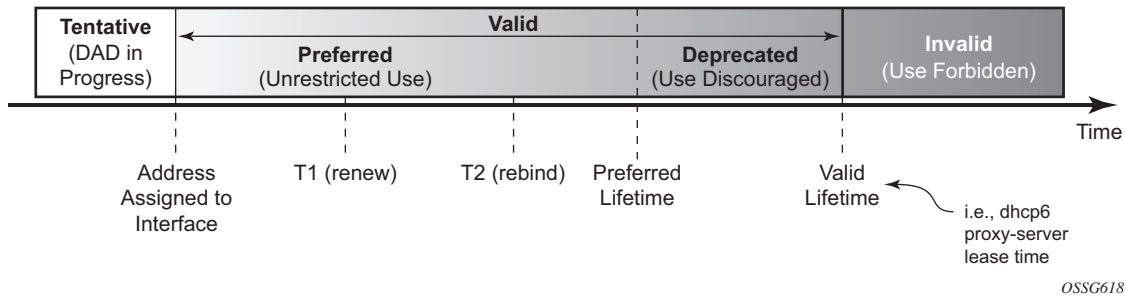 Tentative
(DAD in
Progress)
Valid
Preferred
(Unrestricted Use)
Deprecated
(Use Discouraged)
Invalid
(Use Forbidden)
Time
Address
Assigned to
Interface
T1 (renew)
T2 (rebind)
Preferred
Lifetime
Valid
Lifetime
i.e., dhcp6
proxy-server
lease time
OSSG618